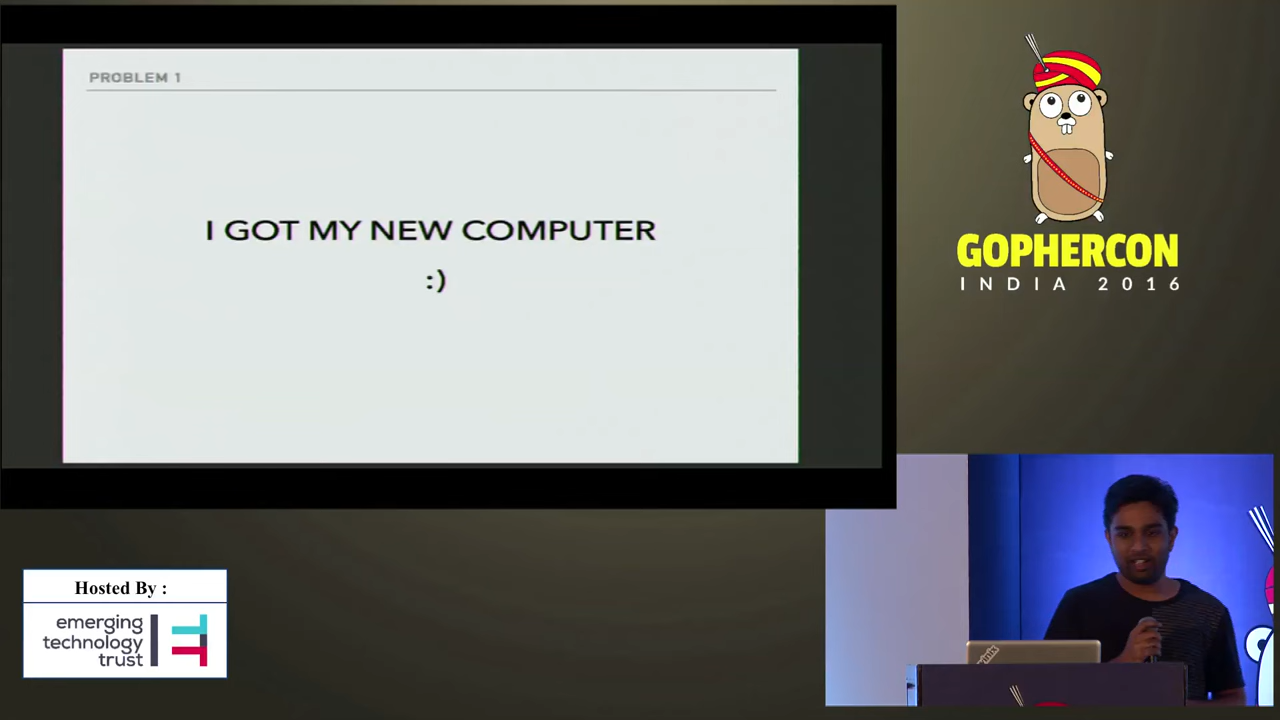 PROBLEM 1
I GOT MY NEW COMPUTER
:)
GOPHERCON
INDIA 2016
Hosted By :
emerging
technology
trust